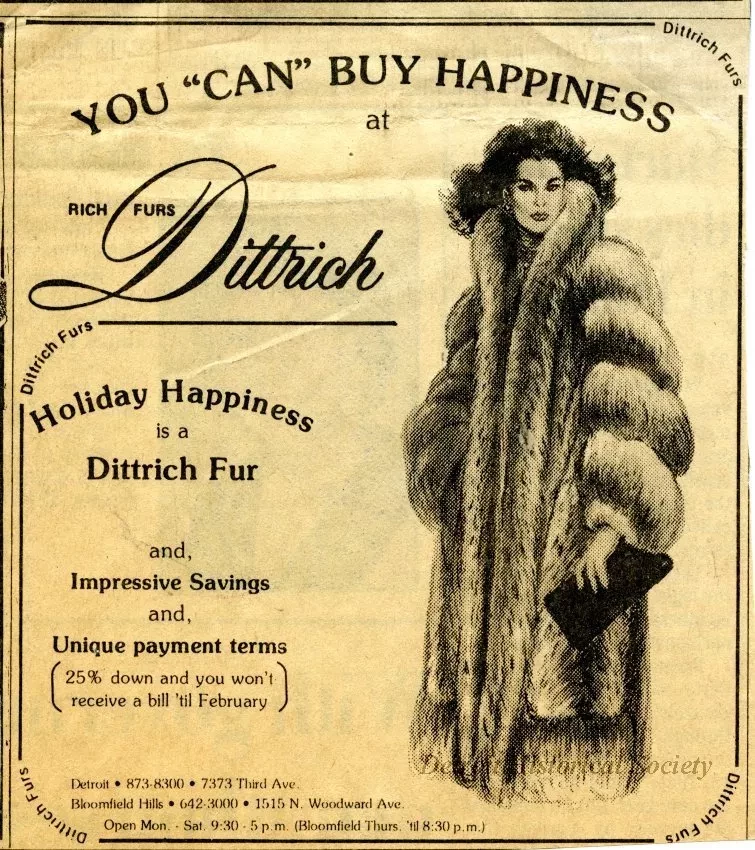 Dittrich Furs
YOU "CAN" BUY HAPPINESS
at
RICH FURS
Dittrich
Dittrich Furs
Holiday Happiness
is a
Dittrich Fur
and,
Impressive Savings
and,
Unique payment terms
(25% down and you won't
receive a bill 'til February)
Detroit Historical Society
Detroit • 873-8300 • 7373 Third Ave.
Bloomfield Hills • 642-3000 • 1515 N. Woodward Ave.
Open Mon. - Sat. 9:30 - 5 p.m. (Bloomfield Thurs. 'til 8:30 p.m.)
Dittrich Furs
Dittrich Furs